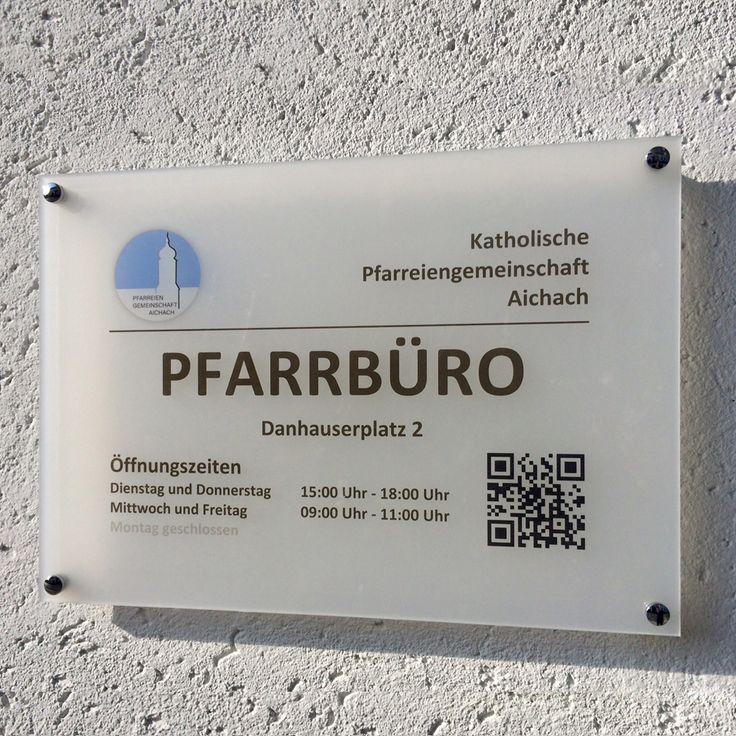 PFARREIEN
GEMEINSCHAFT
AICHACH
Katholische
Pfarreiengemeinschaft
Aichach
PFARRBÜRO
Danhauserplatz 2
Öffnungszeiten
Dienstag und Donnerstag 15:00 Uhr - 18:00 Uhr
Mittwoch und Freitag 09:00 Uhr - 11:00 Uhr
Montag geschlossen